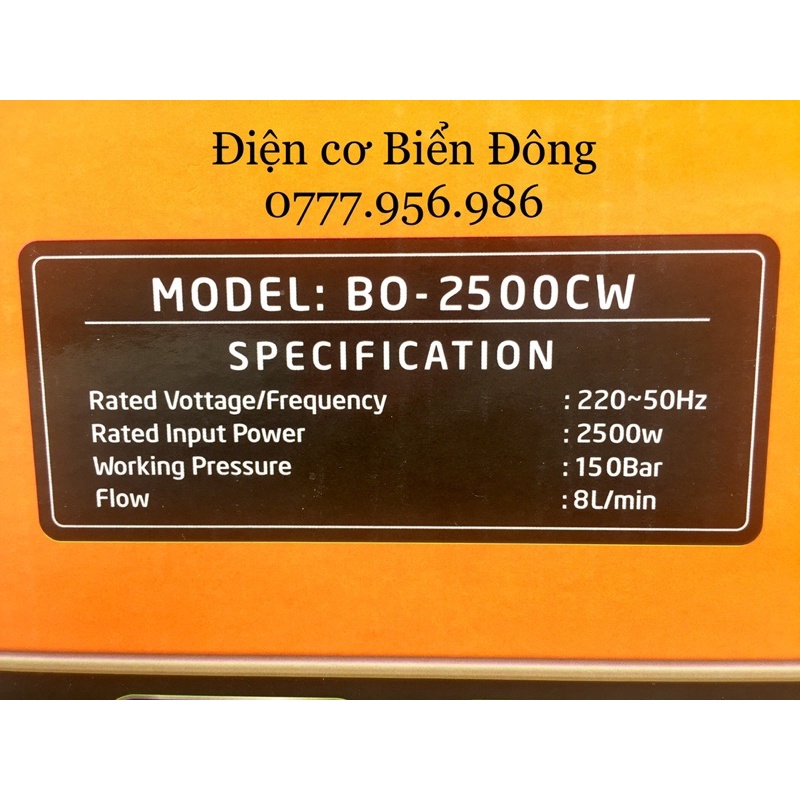 Điện cơ Biển Đông
0777.956.986
MODEL: BO-2500CW
SPECIFICATION
Rated Vottage/Frequency : 220~50Hz
Rated Input Power : 2500w
Working Pressure : 150Bar
Flow : 8L/min